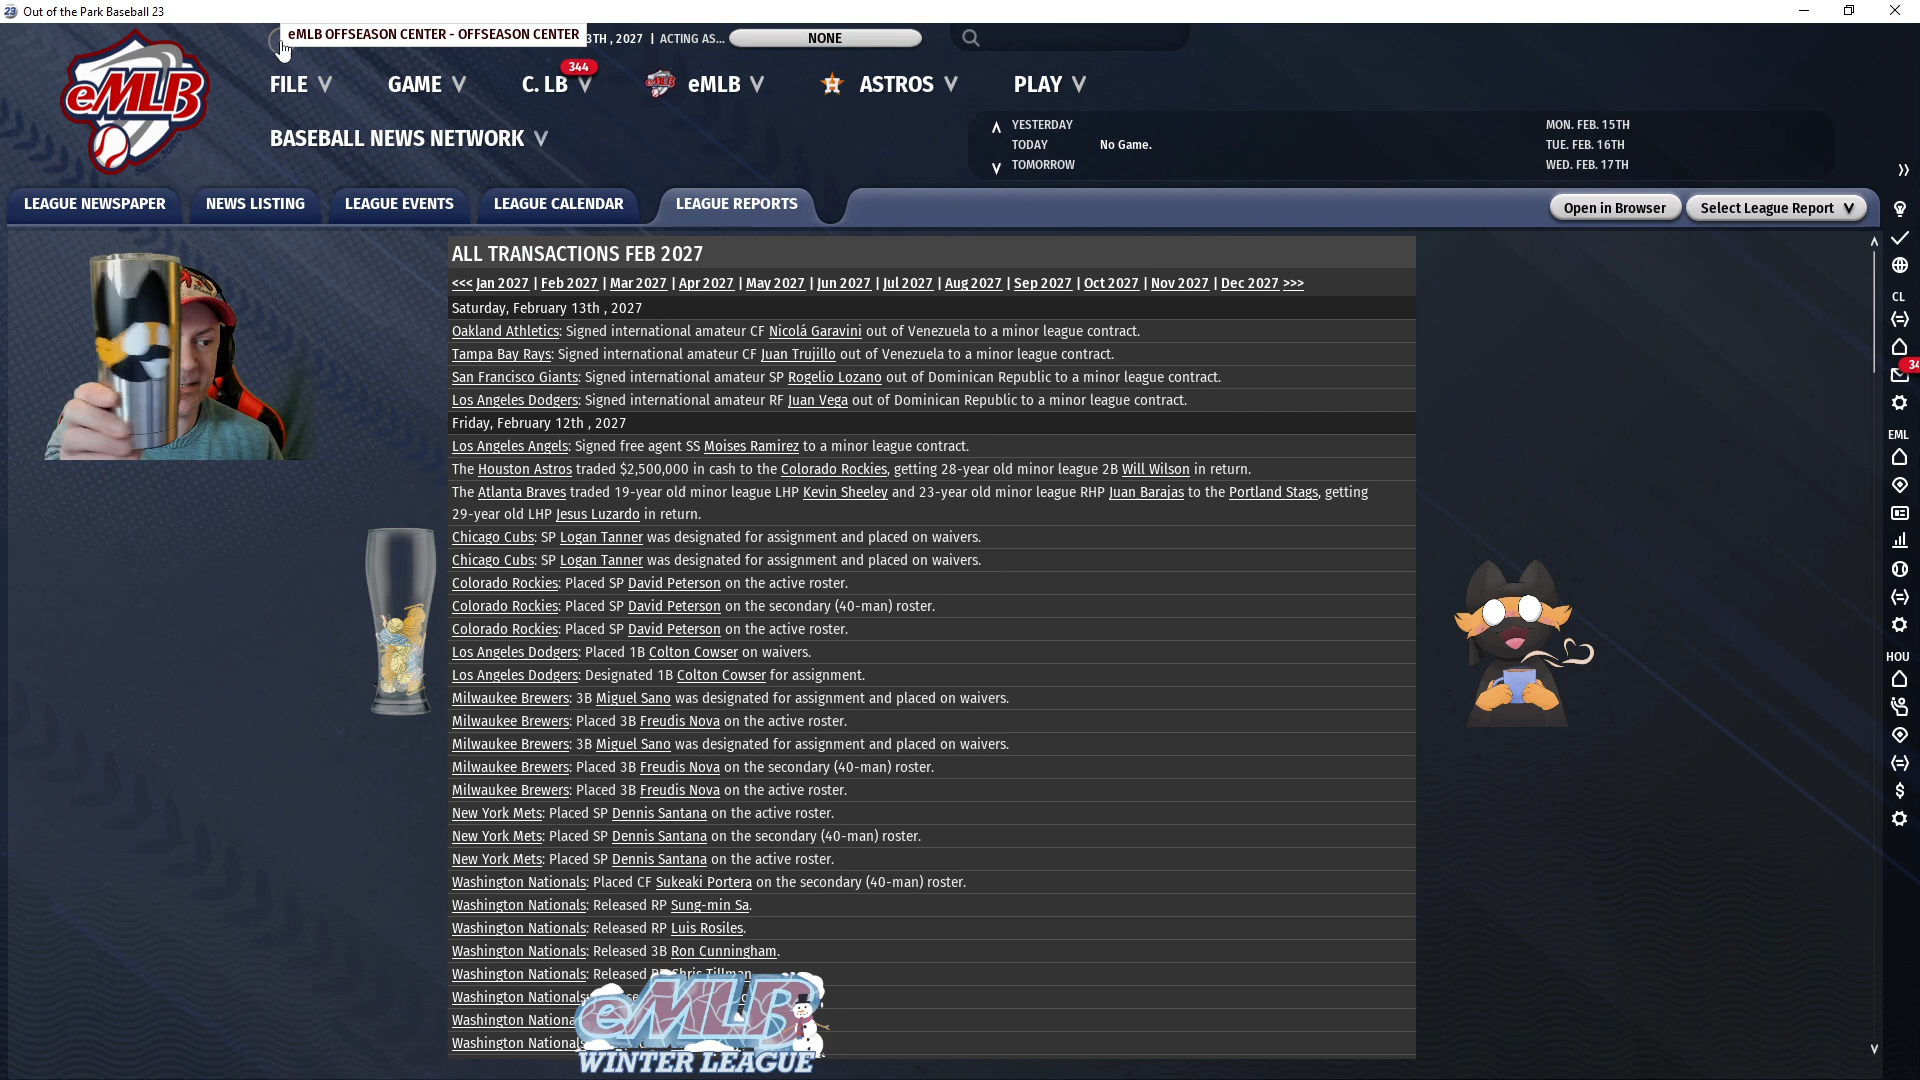 Out of the Park Baseball 23
eMLB OFFSEASON CENTER - OFFSEASON CENTER
3TH , 2027 | ACTING AS... NONE
eMLB
FILE GAME C. LB 344 eMLB ASTROS PLAY
BASEBALL NEWS NETWORK
YESTERDAY MON. FEB. 15TH
TODAY No Game. TUE. FEB. 16TH
TOMORROW WED. FEB. 17TH
LEAGUE NEWSPAPER NEWS LISTING LEAGUE EVENTS LEAGUE CALENDAR LEAGUE REPORTS Open in Browser Select League Report
ALL TRANSACTIONS FEB 2027
<<< Jan 2027 | Feb 2027 | Mar 2027 | Apr 2027 | May 2027 | Jun 2027 | Jul 2027 | Aug 2027 | Sep 2027 | Oct 2027 | Nov 2027 | Dec 2027 >>>
Saturday, February 13th , 2027
Oakland Athletics: Signed international amateur CF Nicolá Garavini out of Venezuela to a minor league contract.
Tampa Bay Rays: Signed international amateur CF Juan Trujillo out of Venezuela to a minor league contract.
San Francisco Giants: Signed international amateur SP Rogelio Lozano out of Dominican Republic to a minor league contract.
Los Angeles Dodgers: Signed international amateur RF Juan Vega out of Dominican Republic to a minor league contract.
Friday, February 12th , 2027
Los Angeles Angels: Signed free agent SS Moises Ramirez to a minor league contract.
The Houston Astros traded $2,500,000 in cash to the Colorado Rockies, getting 28-year old minor league 2B Will Wilson in return.
The Atlanta Braves traded 19-year old minor league LHP Kevin Sheeley and 23-year old minor league RHP Juan Barajas to the Portland Stags, getting
29-year old LHP Jesus Luzardo in return.
Chicago Cubs: SP Logan Tanner was designated for assignment and placed on waivers.
Chicago Cubs: SP Logan Tanner was designated for assignment and placed on waivers.
Colorado Rockies: Placed SP David Peterson on the active roster.
Colorado Rockies: Placed SP David Peterson on the secondary (40-man) roster.
Colorado Rockies: Placed SP David Peterson on the active roster.
Los Angeles Dodgers: Placed 1B Colton Cowser on waivers.
Los Angeles Dodgers: Designated 1B Colton Cowser for assignment.
Milwaukee Brewers: 3B Miguel Sano was designated for assignment and placed on waivers.
Milwaukee Brewers: Placed 3B Freudis Nova on the active roster.
Milwaukee Brewers: 3B Miguel Sano was designated for assignment and placed on waivers.
Milwaukee Brewers: Placed 3B Freudis Nova on the secondary (40-man) roster.
Milwaukee Brewers: Placed 3B Freudis Nova on the active roster.
New York Mets: Placed SP Dennis Santana on the active roster.
New York Mets: Placed SP Dennis Santana on the secondary (40-man) roster.
New York Mets: Placed SP Dennis Santana on the active roster.
Washington Nationals: Placed CF Sukeaki Portera on the secondary (40-man) roster.
Washington Nationals: Released RP Sung-min Sa.
Washington Nationals: Released RP Luis Rosiles.
Washington Nationals: Released 3B Ron Cunningham.
Washington Nationals: Released Chris Tillman
Washington Nationals:
Washington Nationa
Washington Nationals
eMLB
WINTER LEAGUE
CL
34
EML
HOU
$